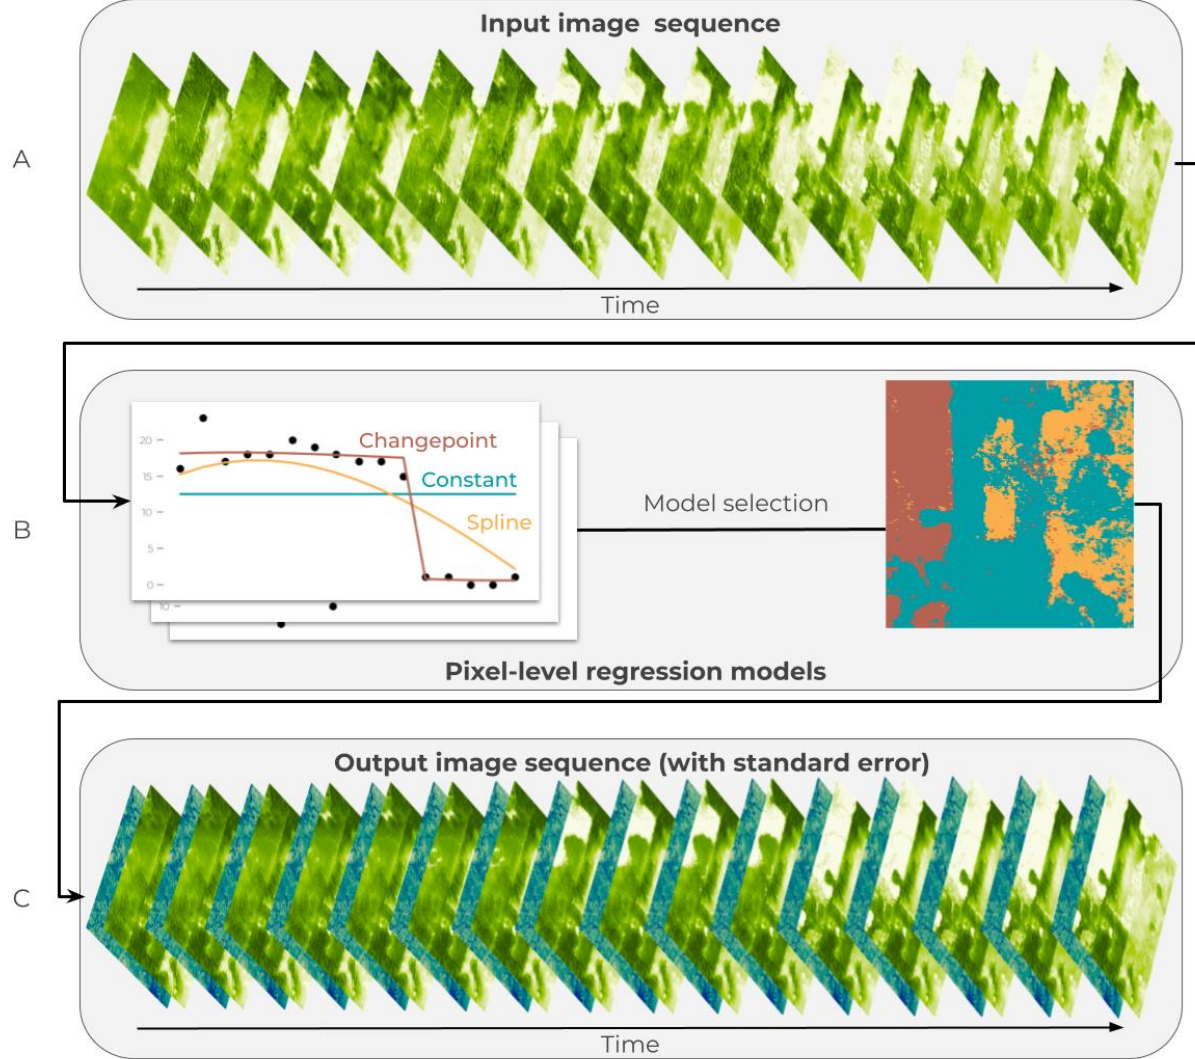 Input image sequence
A
Time
20
15
10
5
0
Changepoint
Constant
Spline
10
Model selection
B
Pixel-level regression models
Output image sequence (with standard error)
C
Time